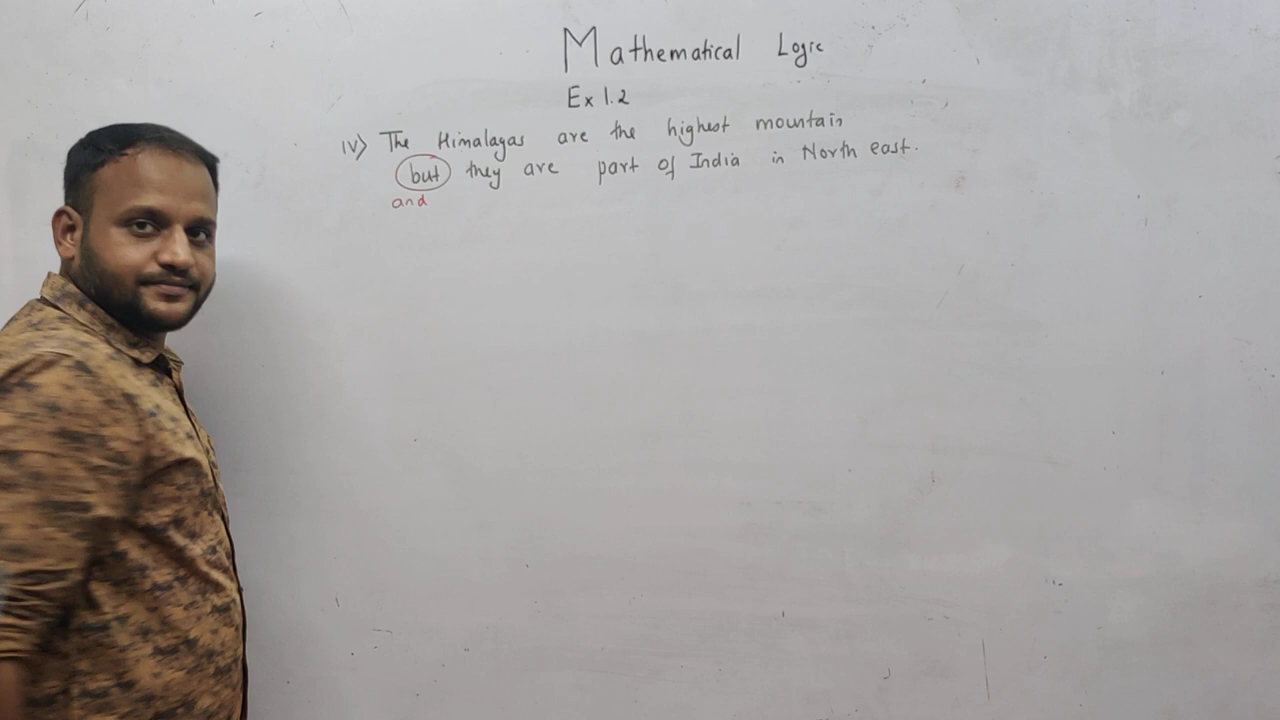 Mathematical Logic
Ex 1.2
iv) The Himalayas are the highest mountain
but they are part of India in North east.
and